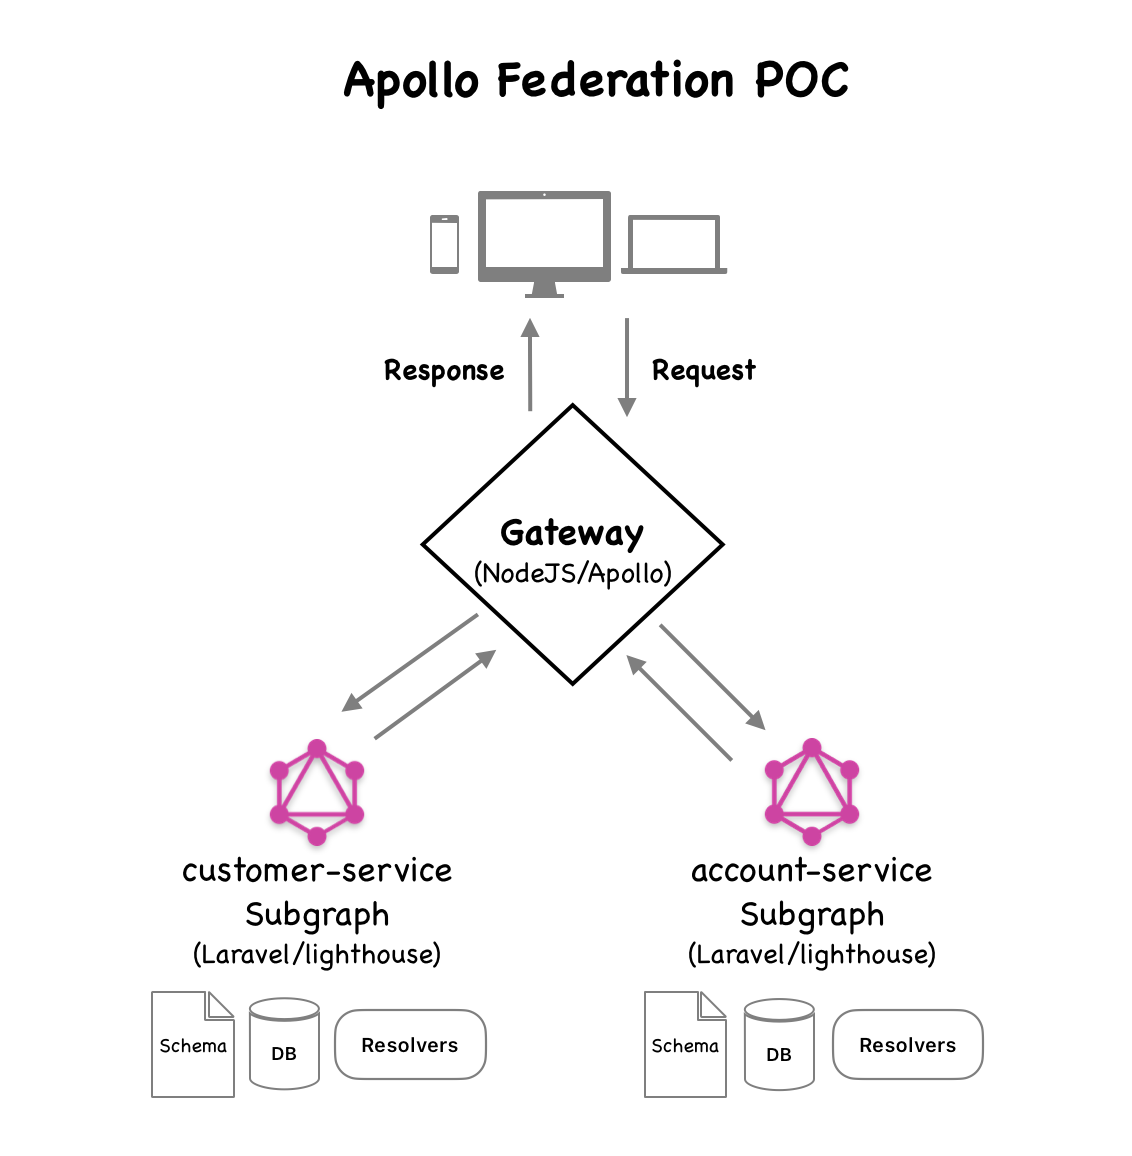 Apollo Federation POC
Response
Request
Gateway
(NodeJS/Apollo)
customer-service
Subgraph
(Laravel/lighthouse)
Schema
DB
Resolvers
account-service
Subgraph
(Laravel/lighthouse)
Schema
DB
Resolvers